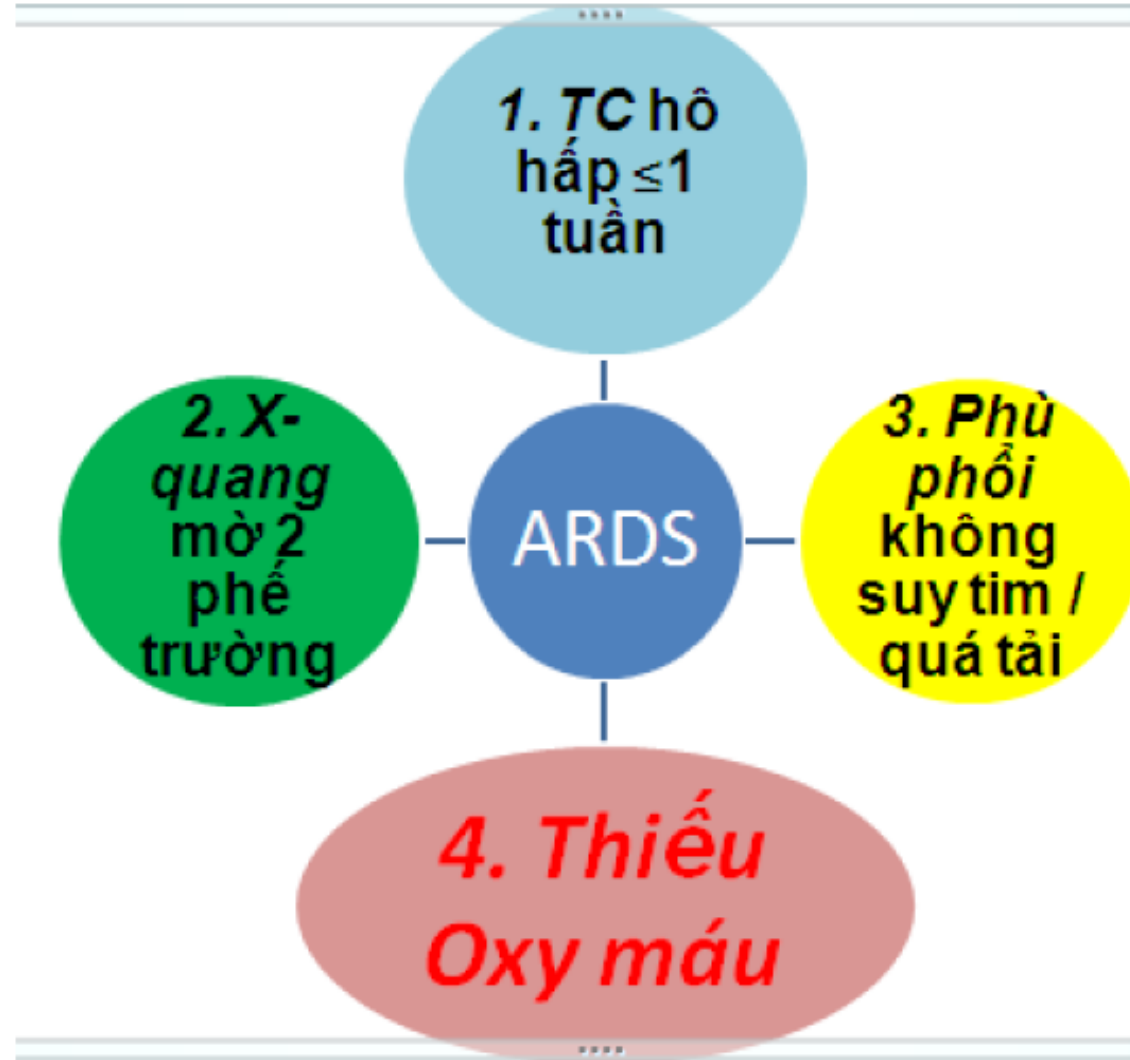 1. TC hô
hấp ≤1
tuần
2. X-
quang
mờ 2
phế
trường
ARDS
3. Phù
phổi
không
suy tim /
quá tải
4. Thiếu
Oxy máu